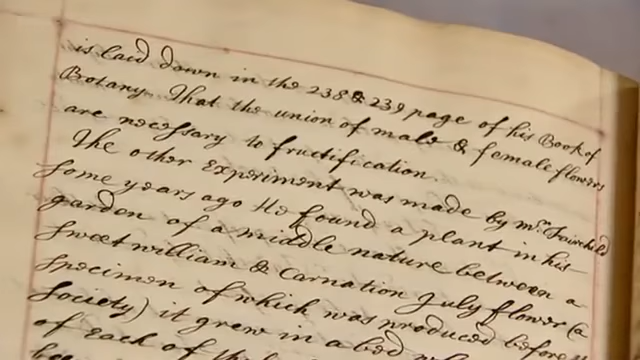 is laid down in the 238 & 239 page of his Book of
Botany. That the union of male & female flowers
are necessary to fructification.
The other Experiment was made by mr. Fairchild
some years ago He found a plant in his
garden of a middle nature between a
Sweet william & Carnation July flower (a
specimen of which was produced before
Society) it grew in a bed
of each of the